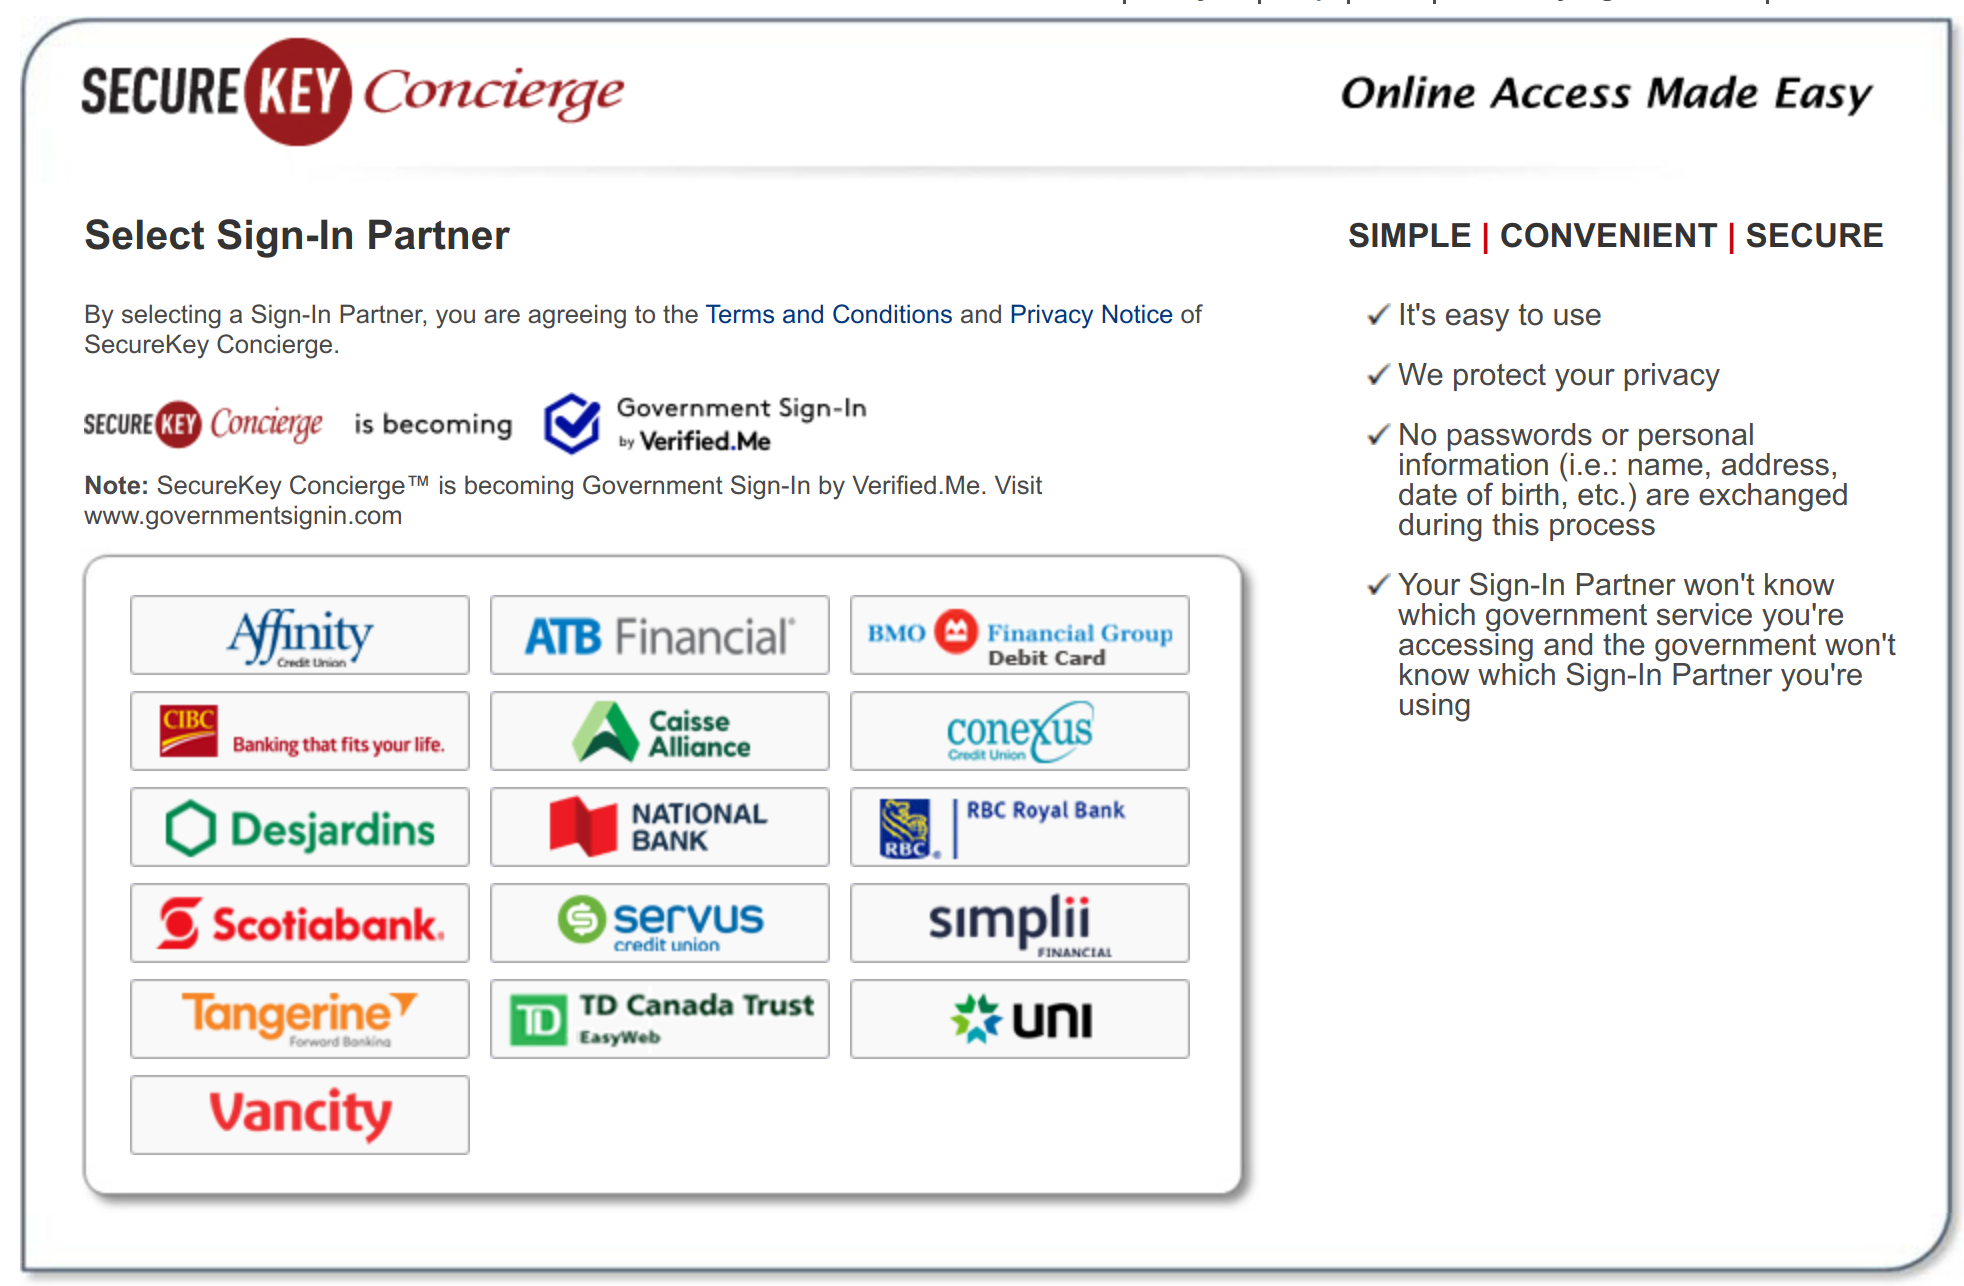 SECUREKEY Concierge
Online Access Made Easy
Select Sign-In Partner
By selecting a Sign-In Partner, you are agreeing to the Terms and Conditions and Privacy Notice of
SecureKey Concierge.
SECUREKEY Concierge is becoming Government Sign-In
by Verified.Me
Note: SecureKey Concierge™ is becoming Government Sign-In by Verified.Me. Visit
www.governmentsignin.com
Affinity
Credit Union
ATB Financial®
BMO Financial Group
Debit Card
CIBC
Banking that fits your life.
Caisse
Alliance
conexus
Credit Union
Desjardins
NATIONAL
BANK
RBC®
RBC Royal Bank
Scotiabank®
servus
credit union
simplii
FINANCIAL
Tangerine
Forward Banking
TD
TD Canada Trust
EasyWeb
UNI
Vancity
SIMPLE | CONVENIENT | SECURE
✓ It's easy to use
✓ We protect your privacy
✓ No passwords or personal
information (i.e.: name, address,
date of birth, etc.) are exchanged
during this process
✓ Your Sign-In Partner won't know
which government service you're
accessing and the government won't
know which Sign-In Partner you're
using